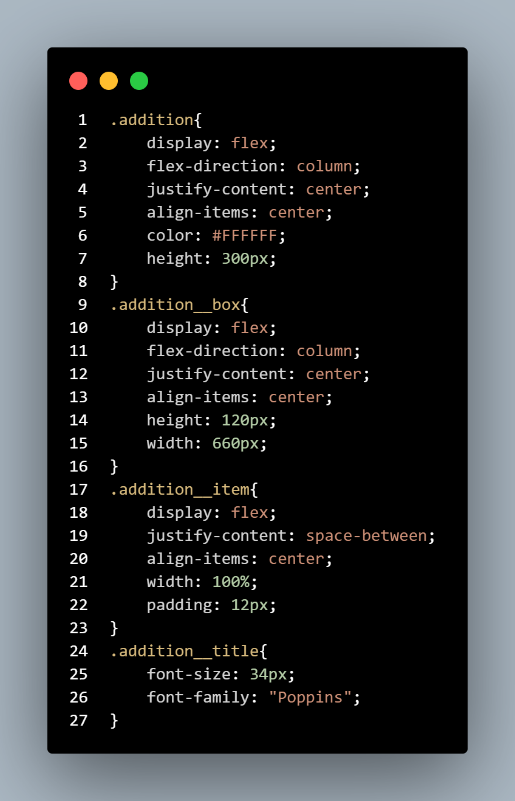 1 .addition{
2     display: flex;
3     flex-direction: column;
4     justify-content: center;
5     align-items: center;
6     color: #FFFFFF;
7     height: 300px;
8 }
9 .addition__box{
10     display: flex;
11     flex-direction: column;
12     justify-content: center;
13     align-items: center;
14     height: 120px;
15     width: 660px;
16 }
17 .addition__item{
18     display: flex;
19     justify-content: space-between;
20     align-items: center;
21     width: 100%;
22     padding: 12px;
23 }
24 .addition__title{
25     font-size: 34px;
26     font-family: "Poppins";
27 }